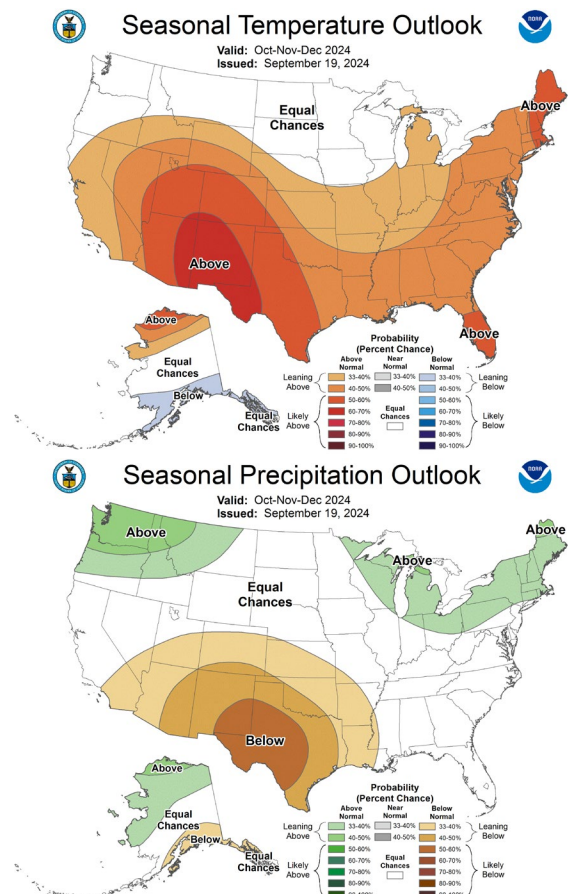 Seasonal Temperature Outlook
NOAA
Valid: Oct-Nov-Dec 2024
Issued: September 19, 2024
Equal
Chances
Above
Above
Above
Above
Equal
Chances
Below
Equal
Chances
Probability
(Percent Chance)
Above
Normal
Near
Normal
Below
Normal
Leaning
Above
33-40%
33-40%
33-40%
Leaning
Below
40-50%
40-50%
40-50%
Likely
Above
50-60%
50-60%
Likely
Below
60-70%
Equal
Chances
60-70%
70-80%
70-80%
80-90%
80-90%
90-100%
90-100%
Seasonal Precipitation Outlook
NOAA
Valid: Oct-Nov-Dec 2024
Issued: September 19, 2024
Above
Above
Above
Equal
Chances
Below
Above
Equal
Chances
Below
Equal
Chances
Probability
(Percent Chance)
Above
Normal
Near
Normal
Below
Normal
Leaning
Above
33-40%
33-40%
33-40%
Leaning
Below
40-50%
40-50%
40-50%
Likely
Above
50-60%
50-60%
Likely
Below
60-70%
Equal
Chances
60-70%
70-80%
70-80%
80-90%
80-90%